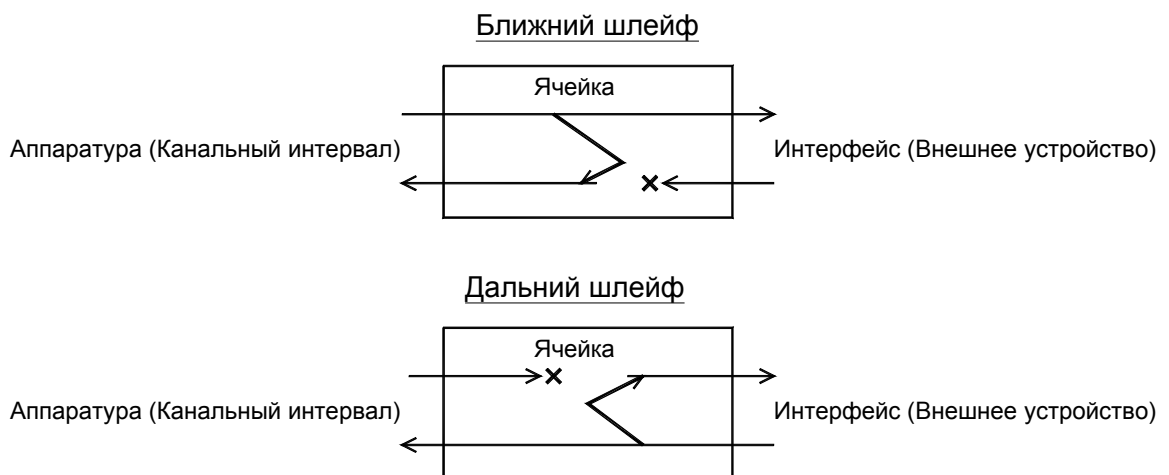 Ближний шлейф
Ячейка
Аппаратура (Канальный интервал)
Интерфейс (Внешнее устройство)
Дальний шлейф
Ячейка
Аппаратура (Канальный интервал)
Интерфейс (Внешнее устройство)